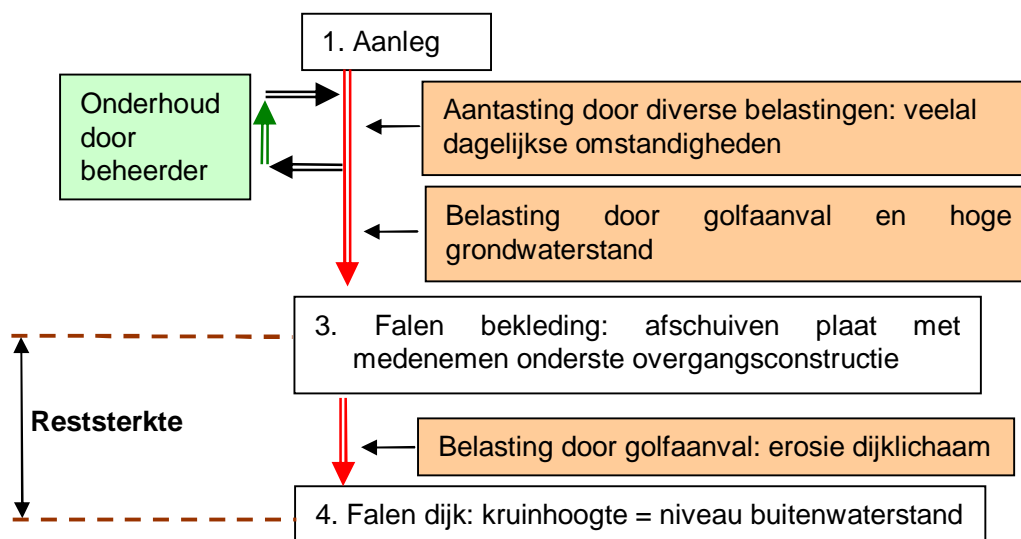 1. Aanleg
Onderhoud
door
beheerder
Aantasting door diverse belastingen: veelal
dagelijkse omstandigheden
Belasting door golfaanval en hoge
grondwaterstand
3. Falen bekleding: afschuiven plaat met
medenemen onderste overgangsconstructie
Reststerkte
Belasting door golfaanval: erosie dijklichaam
4. Falen dijk: kruinhoogte = niveau buitenwaterstand